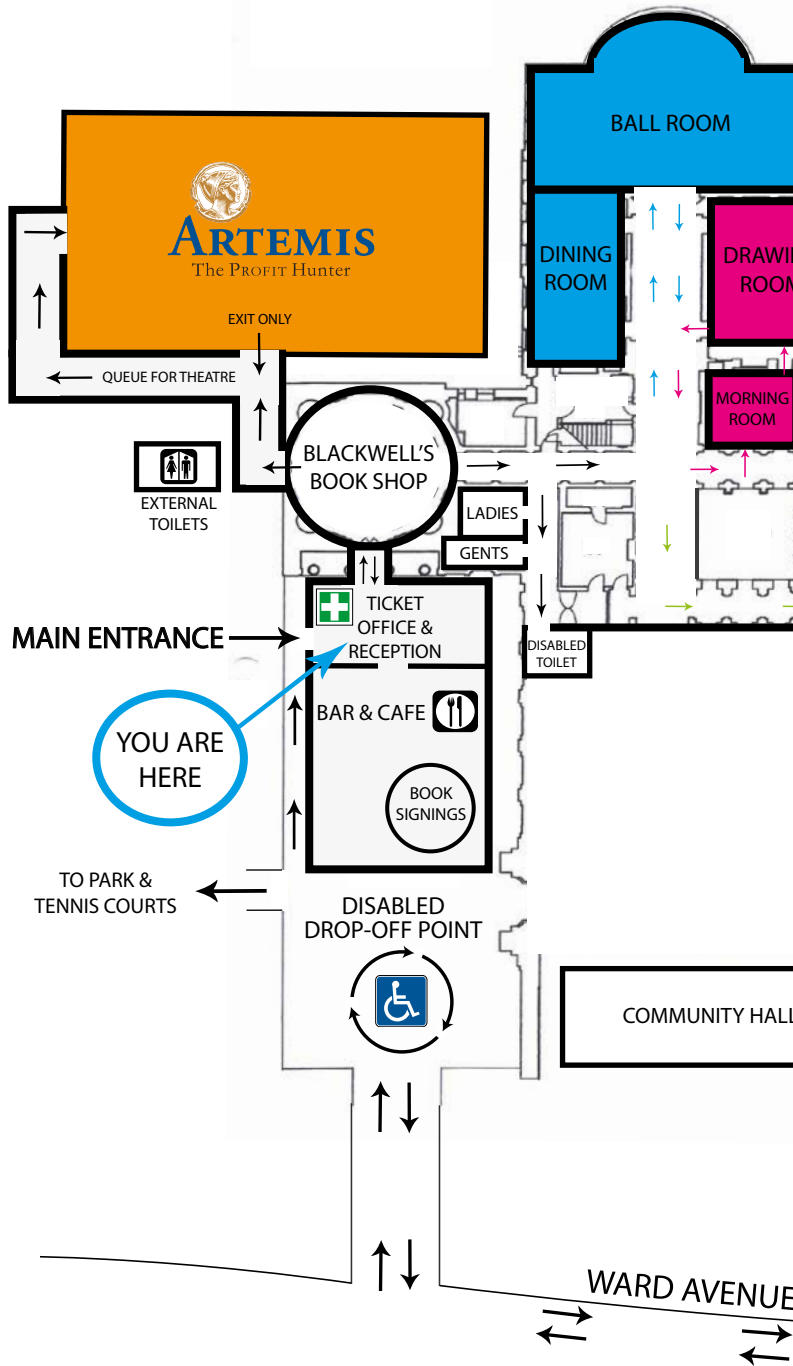 BALL ROOM
ARTEMIS
The PROFIT Hunter
DINING
ROOM
EXIT ONLY
QUEUE FOR THEATRE
MORNING
ROOM
BLACKWELL'S
BOOK SHOP
EXTERNAL
TOILETS
LADIES
GENTS
TICKET
OFFICE &
RECEPTION
MAIN ENTRANCE
DISABLED
TOILET
BAR & CAFE
YOU ARE
HERE
BOOK
SIGNINGS
TO PARK &
TENNIS COURTS
DISABLED
DROP-OFF POINT
COMMUNITY HALL
WARD AVENUE